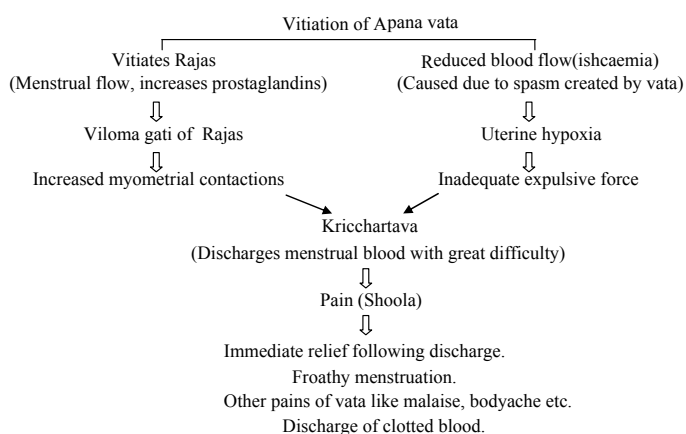 Vitiation of Apana vata
Vitiates Rajas
(Menstrual flow, increases prostaglandins)
Reduced blood flow(ishcaemia)
(Caused due to spasm created by vata)
Viloma gati of Rajas
Uterine hypoxia
Increased myometrial contactions
Inadequate expulsive force
Kricchartava
(Discharges menstrual blood with great difficulty)
Pain (Shoola)
Immediate relief following discharge.
Froathy menstruation.
Other pains of vata like malaise, bodyache etc.
Discharge of clotted blood.